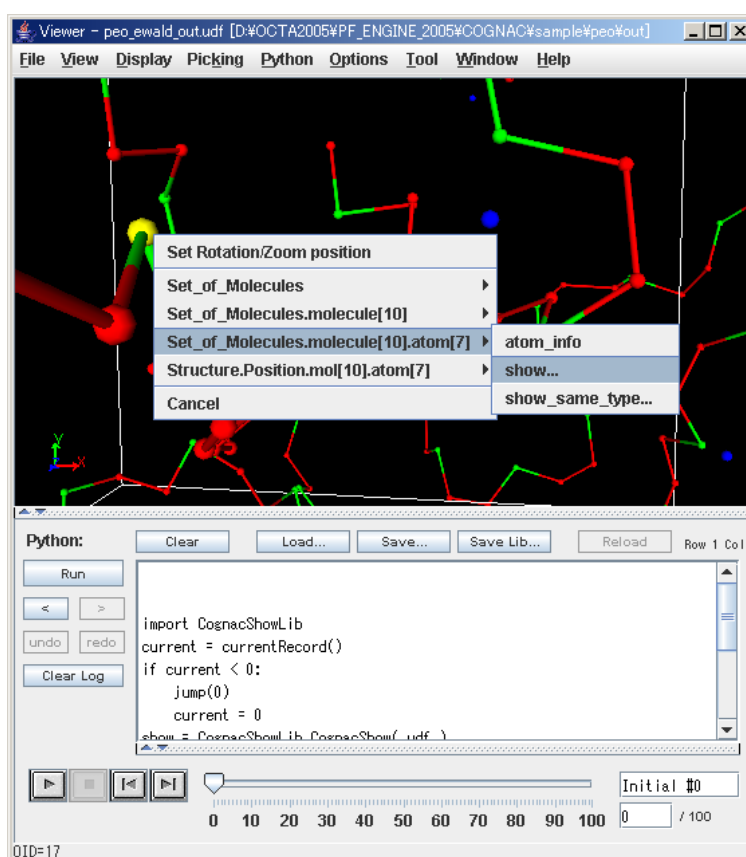 Viewer - peo_ewald_out.udf [D:¥OCTA2005¥PF_ENGINE_2005¥COGNAC¥sample¥peo¥out]
File View Display Picking Python Options Tool Window Help
Set Rotation/Zoom position
Set_of_Molecules
Set_of_Molecules.molecule[10]
Set_of_Molecules.molecule[10].atom[7]
atom_info
Structure.Position.mol[10].atom[7]
show...
Cancel
show_same_type...
Y
X
Python: Clear Load... Save... Save Lib... Reload Row 1 Col
Run
< >
undo redo
Clear Log
import CognacShowLib
current = currentRecord()
if current < 0:
jump(0)
current = 0
show = CognacShowLib.CognacShow(_udf_)
Initial #0
0 10 20 30 40 50 60 70 80 90 100
0 / 100
OID=17